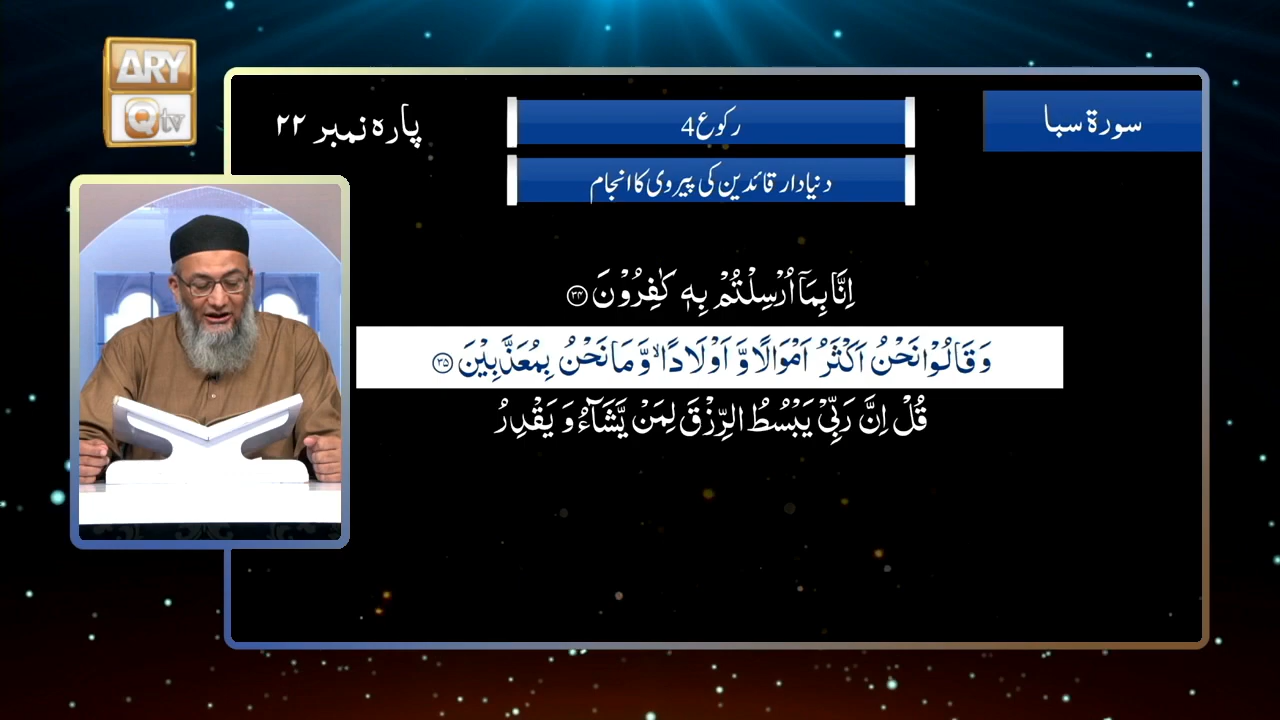 ARY
Qtv
سورۃ سبا
رکوع 4
پارہ نمبر ۲۲
دنیادار قائدین کی پیروی کا انجام
اِنَّا بِمَاۤ اُرْسِلْتُمْ بِهٖ كٰفِرُوْنَ ﴿۳۴﴾
وَ قَالُوْا نَحْنُ اَكْثَرُ اَمْوَالًا وَّ اَوْلَادًا ۙ وَّ مَا نَحْنُ بِمُعَذَّبِیْنَ ﴿۳۵﴾
قُلْ اِنَّ رَبِّیْ یَبْسُطُ الرِّزْقَ لِمَنْ یَّشَآءُ وَ یَقْدِرُ